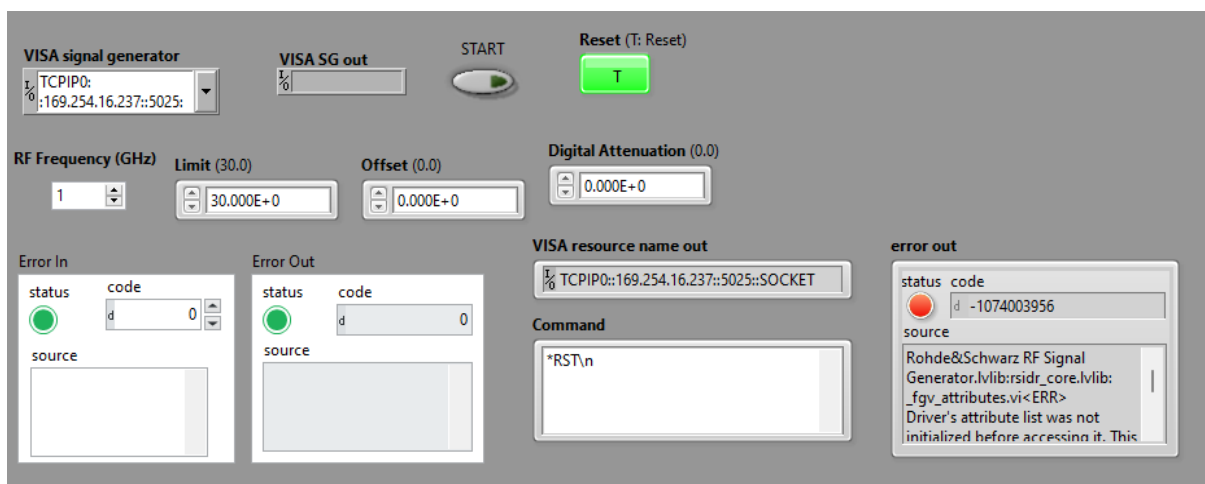 VISA signal generator
TCPIP0:
:169.254.16.237::5025:
VISA SG out
START
Reset (T: Reset)
T
RF Frequency (GHz)
1
Limit (30.0)
30.000E+0
Offset (0.0)
0.000E+0
Digital Attenuation (0.0)
0.000E+0
Error In
status
code
d 0
source
Error Out
status
code
d 0
source
VISA resource name out
I/O TCPIP0::169.254.16.237::5025::SOCKET
Command
*RST\n
error out
status code
d -1074003956
source
Rohde&Schwarz RF Signal
Generator.lvlib:rsidr_core.lvlib:
_fgv_attributes.vi<ERR>
Driver's attribute list was not
initialized before accessing it. This